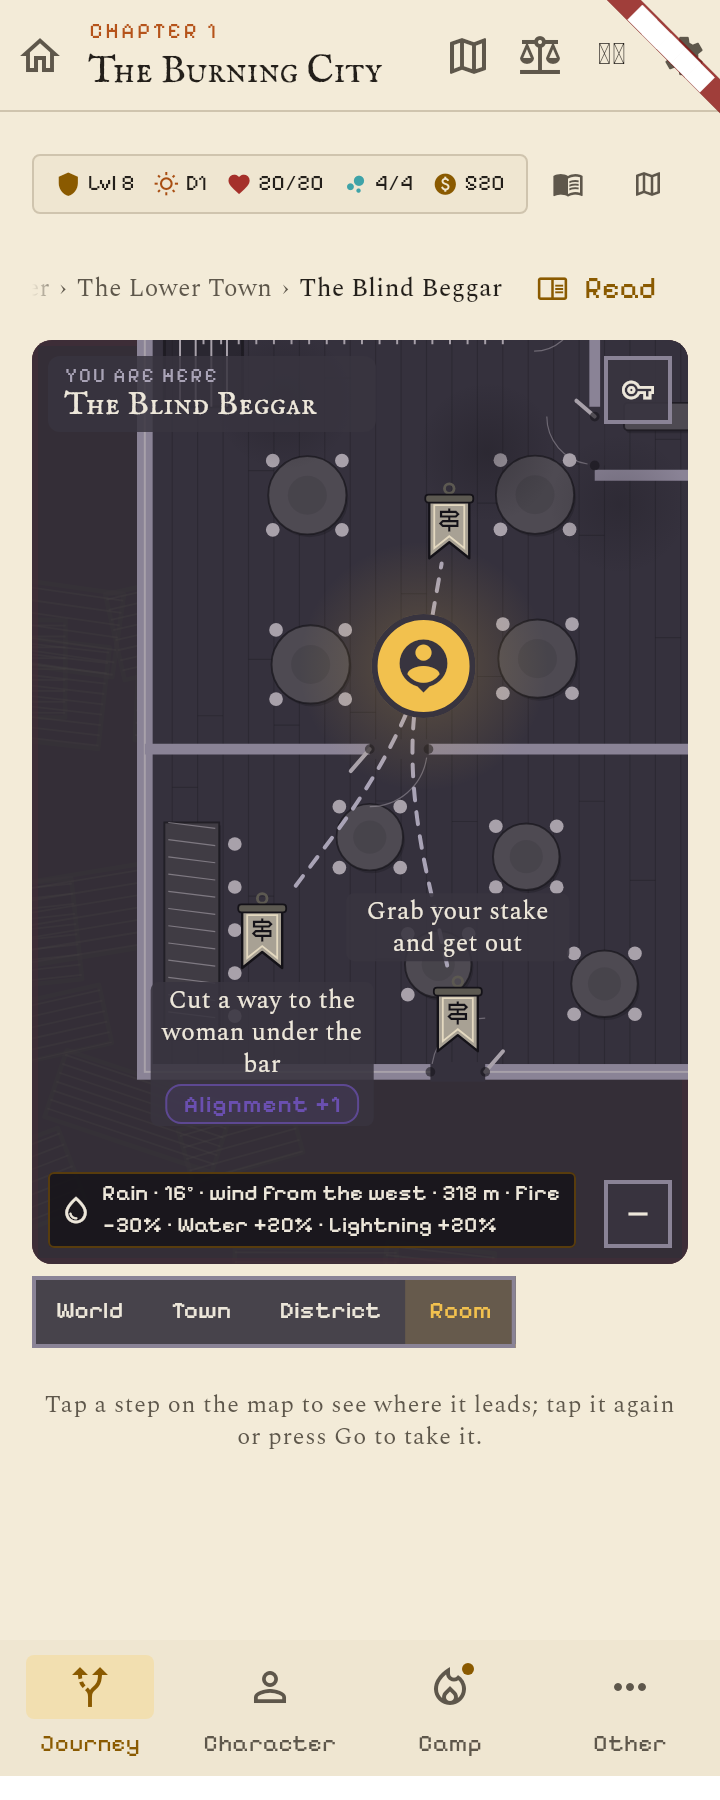 CHAPTER 1
The Burning City
Lvl 8 D1 20/20 4/4 $20
er › The Lower Town › The Blind Beggar Read
YOU ARE HERE
The Blind Beggar
Grab your stake
and get out
Cut a way to the
woman under the
bar
Alignment +1
Rain · 16° · wind from the west · 318 m · Fire
−30% · Water +20% · Lightning +20%
World Town District Room
Tap a step on the map to see where it leads; tap it again
or press Go to take it.
Journey Character Camp Other